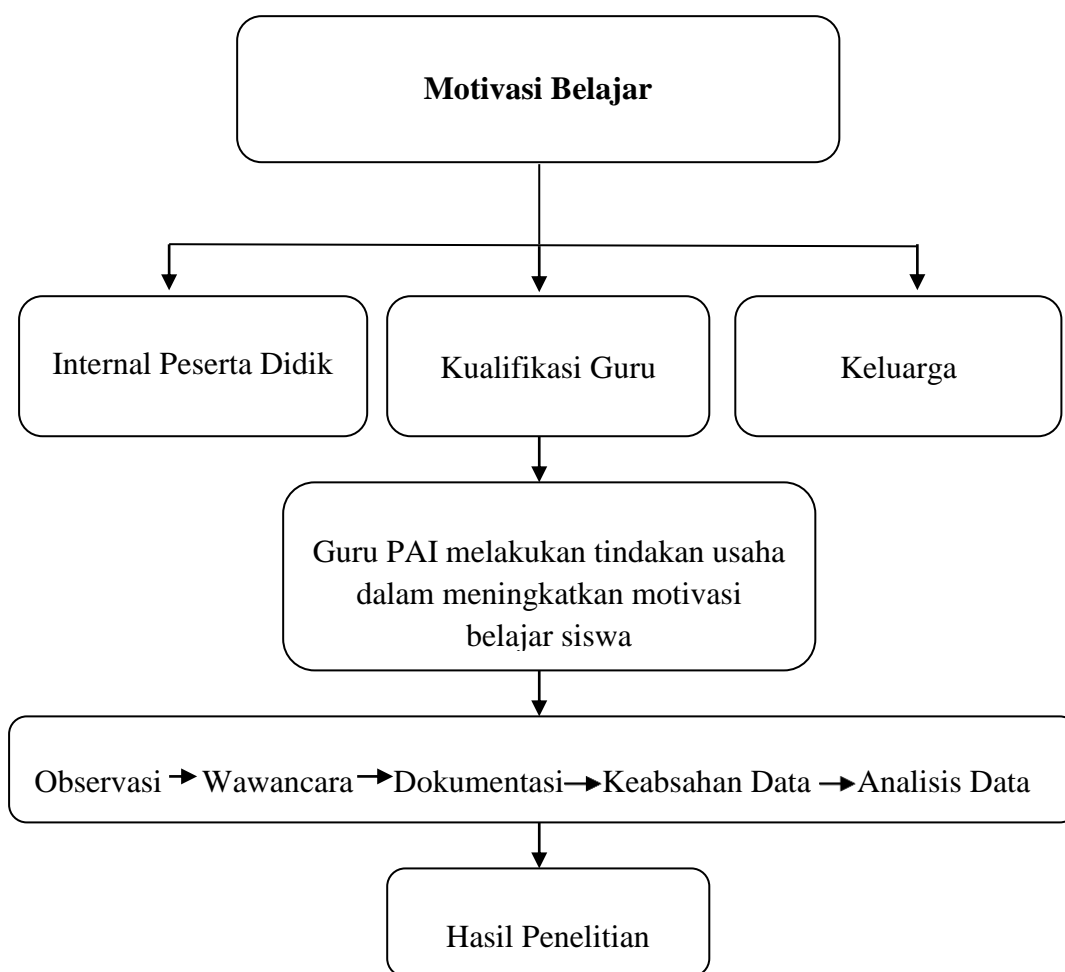 Motivasi Belajar
Internal Peserta Didik
Kualifikasi Guru
Keluarga
Guru PAI melakukan tindakan usaha
dalam meningkatkan motivasi
belajar siswa
Observasi Wawancara Dokumentasi Keabsahan Data Analisis Data
Hasil Penelitian